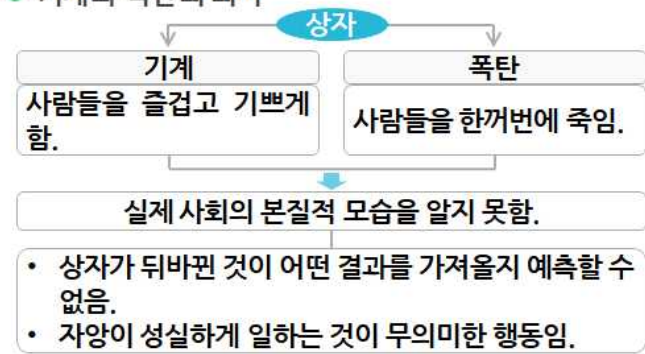 상자
기계
폭탄
사람들을 즐겁고 기쁘게
함.
사람들을 한꺼번에 죽임.
실제 사회의 본질적 모습을 알지 못함.
• 상자가 뒤바뀐 것이 어떤 결과를 가져올지 예측할 수
없음.
• 자앙이 성실하게 일하는 것이 무의미한 행동임.